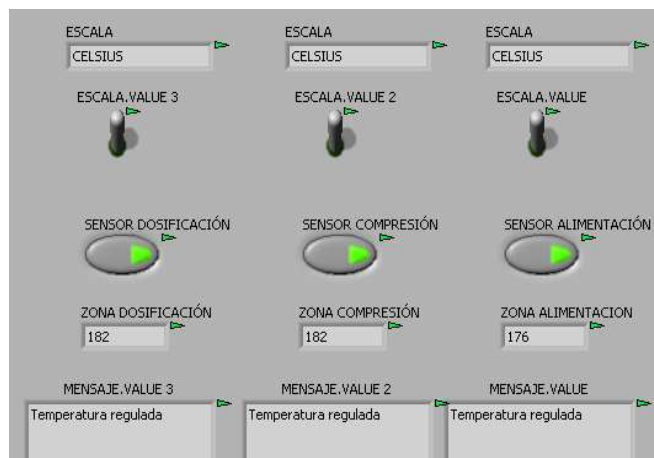 ESCALA ESCALA ESCALA
CELSIUS CELSIUS CELSIUS
ESCALA.VALUE 3 ESCALA.VALUE 2 ESCALA.VALUE
SENSOR DOSIFICACIÓN SENSOR COMPRESIÓN SENSOR ALIMENTACIÓN
ZONA DOSIFICACIÓN ZONA COMPRESIÓN ZONA ALIMENTACION
182 182 176
MENSAJE.VALUE 3 MENSAJE.VALUE 2 MENSAJE.VALUE
Temperatura regulada Temperatura regulada Temperatura regulada